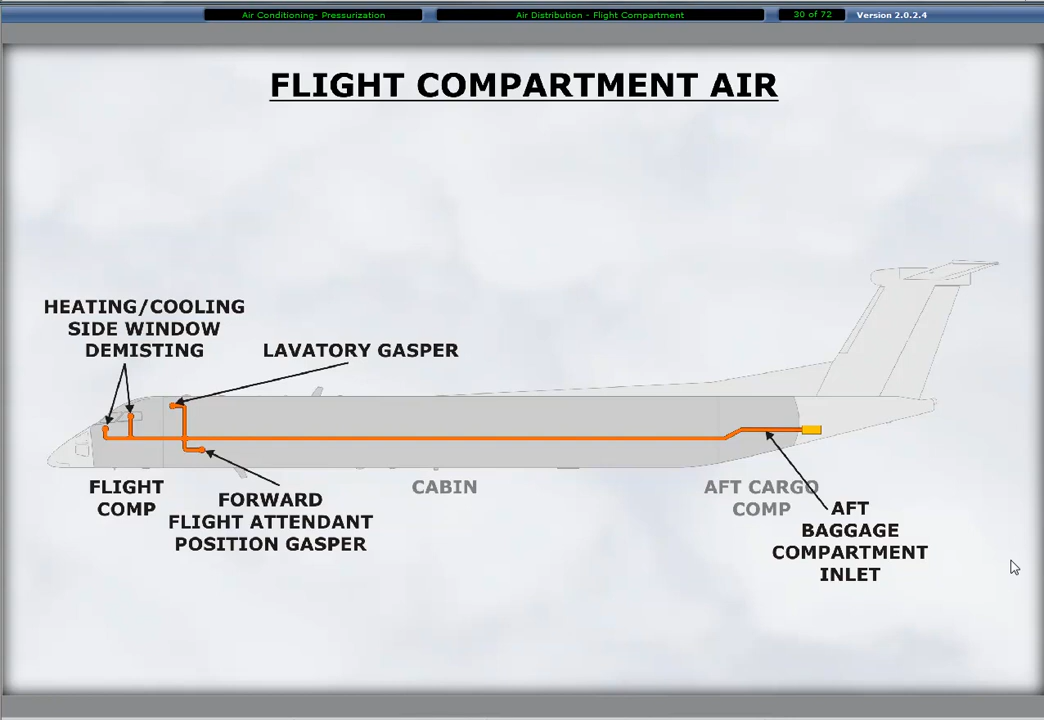 Air Conditioning- Pressurization
Air Distribution - Flight Compartment
30 of 72
Version 2.0.2.4
FLIGHT COMPARTMENT AIR
HEATING/COOLING
SIDE WINDOW
DEMISTING
LAVATORY GASPER
FLIGHT
COMP
FORWARD
FLIGHT ATTENDANT
POSITION GASPER
CABIN
AFT CARGO
COMP
AFT
BAGGAGE
COMPARTMENT
INLET